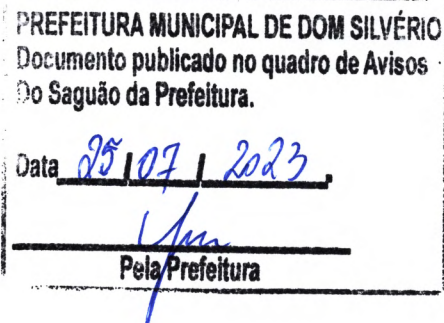 PREFEITURA MUNICIPAL DE DOM SILVÉRIO
Documento publicado no quadro de Avisos
Do Saguão da Prefeitura.
Data 25 / 07 / 2023.
Pela Prefeitura